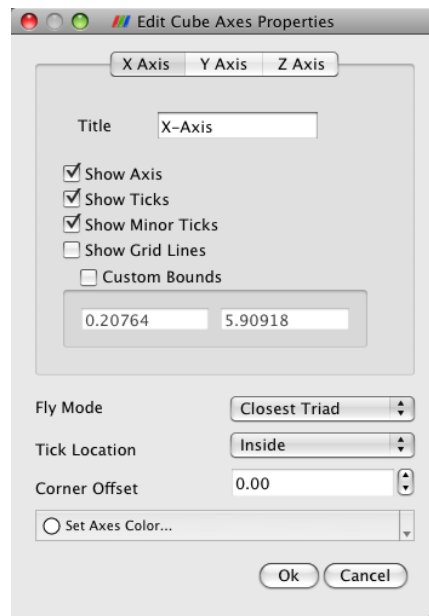 Edit Cube Axes Properties
X Axis Y Axis Z Axis
Title X-Axis
Show Axis
Show Ticks
Show Minor Ticks
Show Grid Lines
Custom Bounds
0.20764 5.90918
Fly Mode Closest Triad
Tick Location Inside
Corner Offset 0.00
Set Axes Color...
Ok Cancel